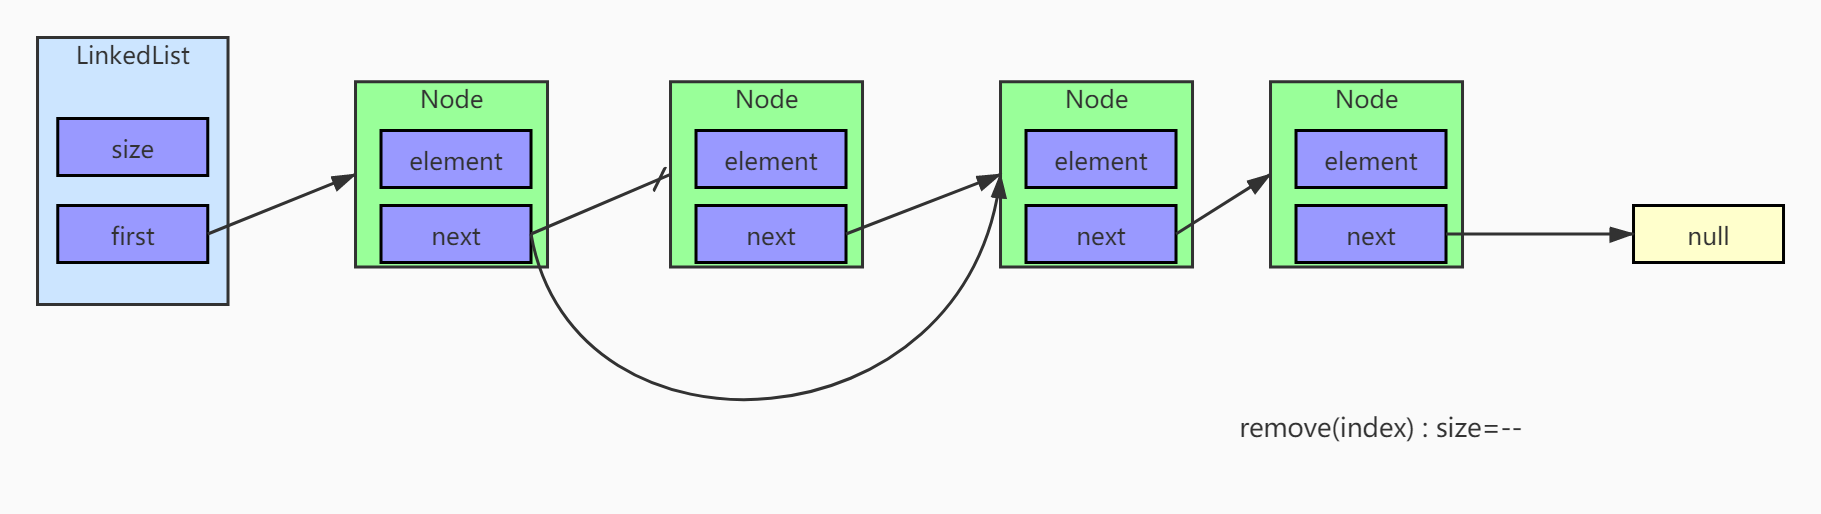 LinkedList
size
first
Node
element
next
Node
element
next
Node
element
next
Node
element
next
null
remove(index) : size=--